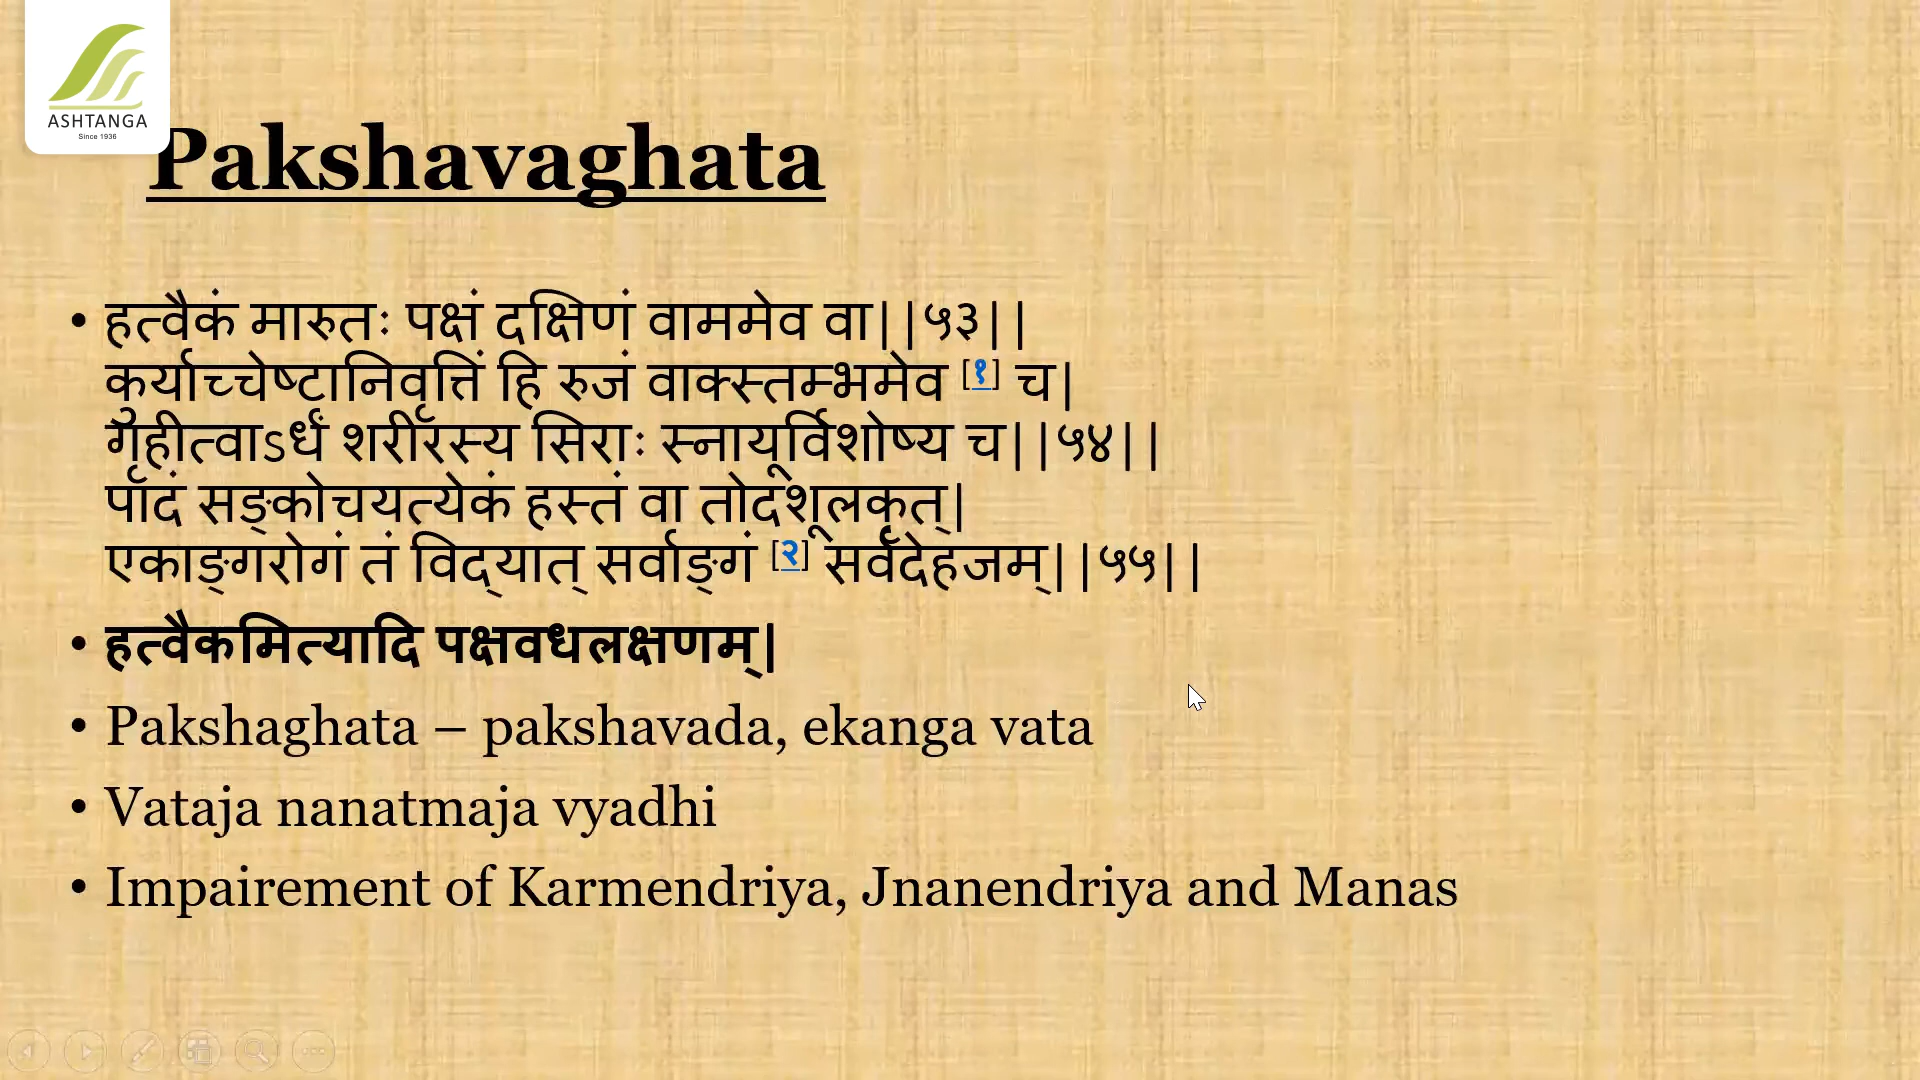 ASHTANGA
Since 1936
Pakshavaghata
• हत्वैकं मारुतः पक्षं दक्षिणं वाममेव वा||५३||
कुर्याच्चेष्टानिवृत्तिं हि रुजं वाक्स्तम्भमेव [१] च|
गृहीत्वाऽर्धं शरीरस्य सिराः स्नायूर्विशोष्य च||५४||
पादं सङ्कोचयत्येकं हस्तं वा तोदशूलकृत्|
एकाङ्गरोगं तं विद्यात् सर्वाङ्गं [२] सर्वदेहजम्||५५||
• हत्वैकमित्यादि पक्षवधलक्षणम्|
• Pakshaghata – pakshavada, ekanga vata
• Vataja nanatmaja vyadhi
• Impairement of Karmendriya, Jnanendriya and Manas